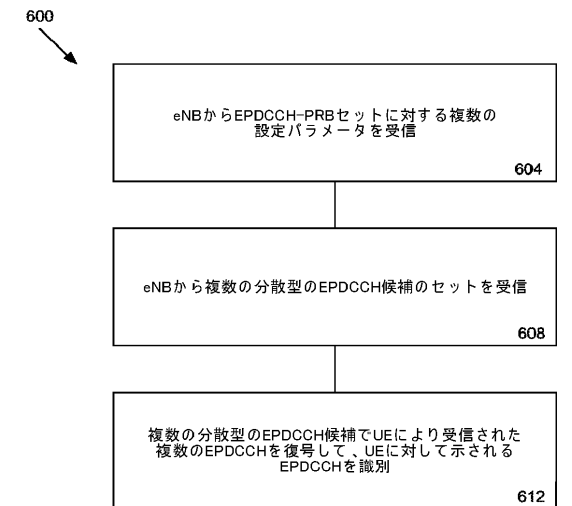 600
eNBからEPDCCH-PRBセットに対する複数の
設定パラメータを受信
604
eNBから複数の分散型のEPDCCH候補のセットを受信
608
複数の分散型のEPDCCH候補でUEにより受信された
複数のEPDCCHを復号して、UEに対して示される
EPDCCHを識別
612